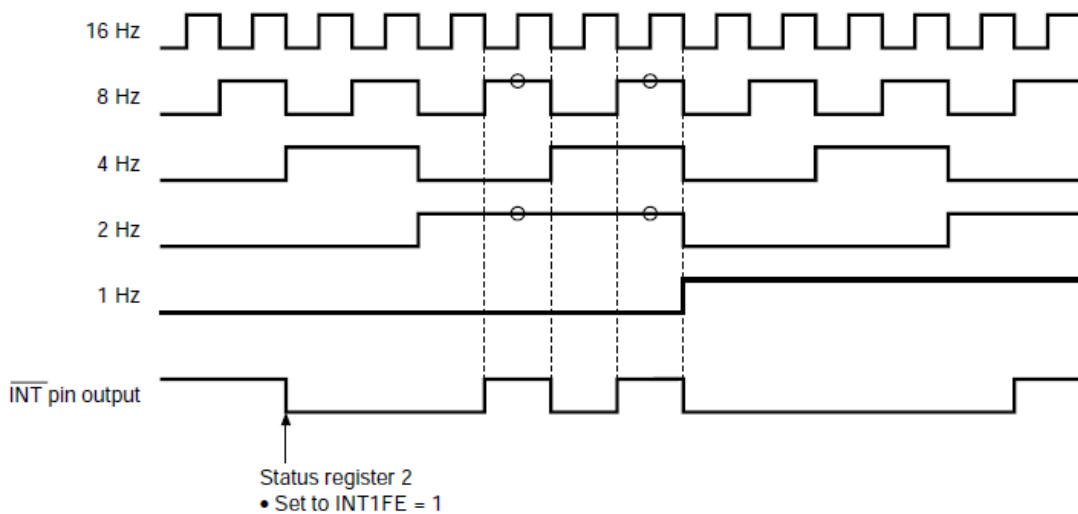 16 Hz
8 Hz
4 Hz
2 Hz
1 Hz
INT pin output
Status register 2
• Set to INT1FE = 1